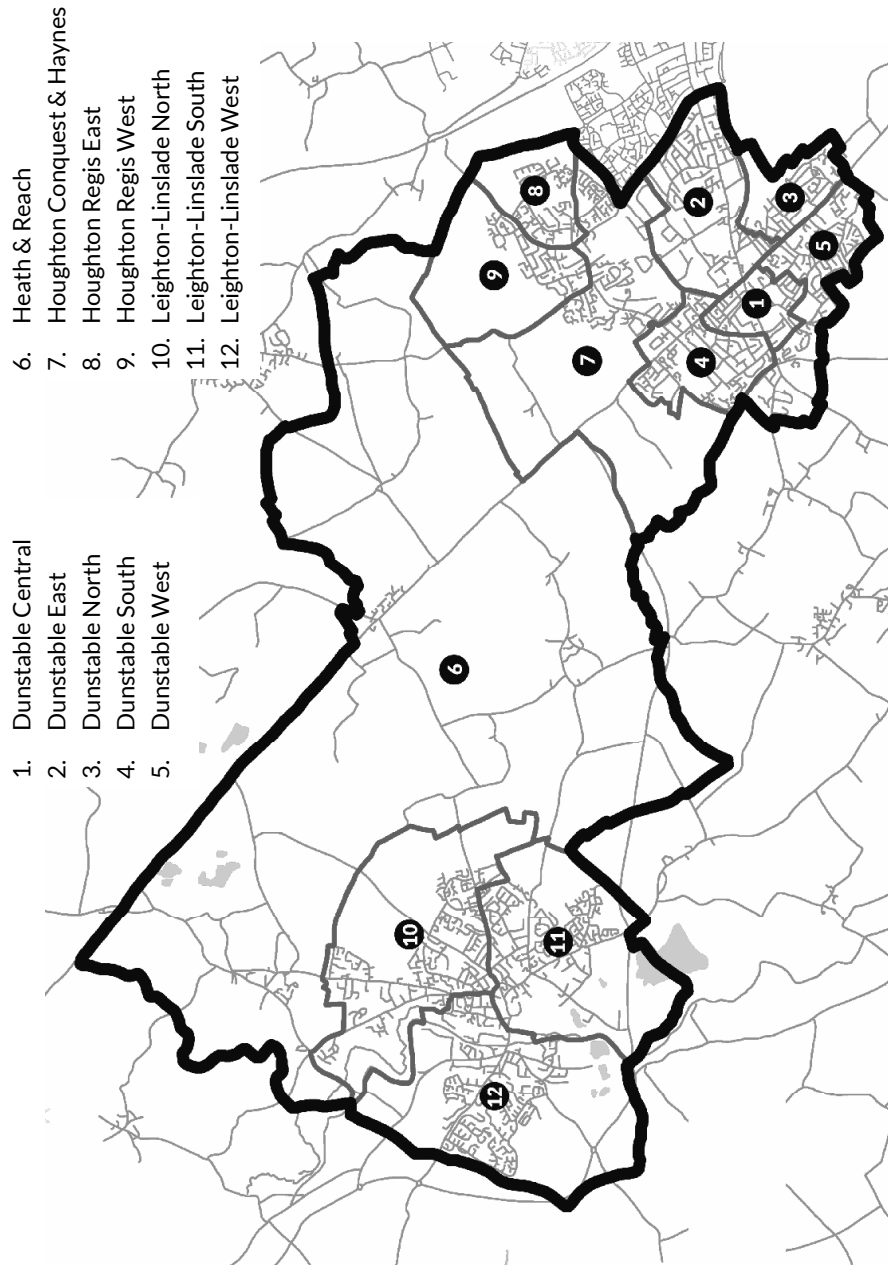 1. Dunstable Central
2. Dunstable East
3. Dunstable North
4. Dunstable South
5. Dunstable West
6. Heath & Reach
7. Houghton Conquest & Haynes
8. Houghton Regis East
9. Houghton Regis West
10. Leighton-Linslade North
11. Leighton-Linslade South
12. Leighton-Linslade West
12
10
11
6
9
8
7
4
1
2
3
5